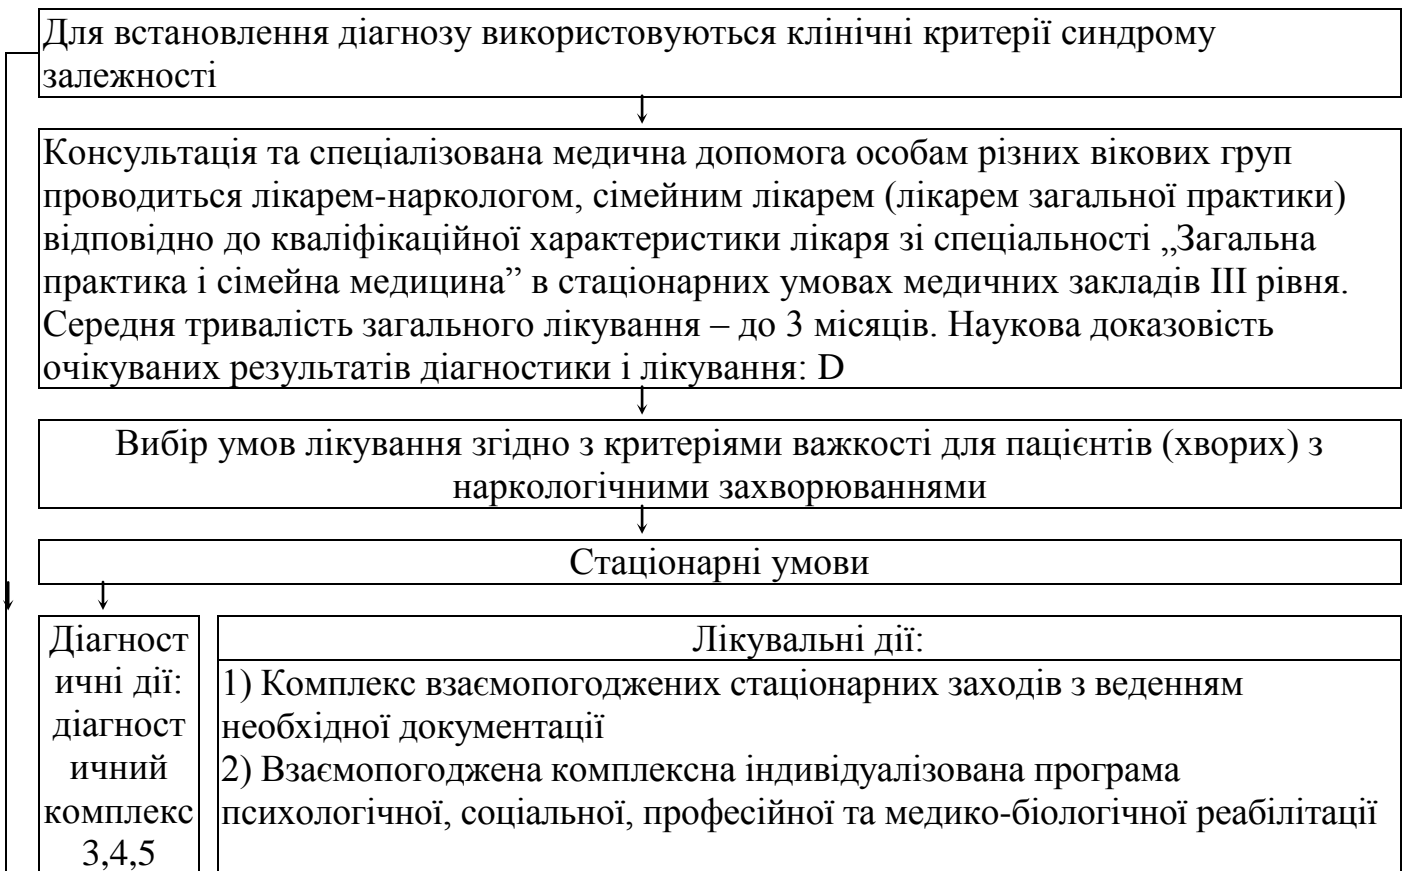 Для встановлення діагнозу використовуються клінічні критерії синдрому
залежності
Консультація та спеціалізована медична допомога особам різних вікових груп
проводиться лікарем-наркологом, сімейним лікарем (лікарем загальної практики)
відповідно до кваліфікаційної характеристики лікаря зі спеціальності „Загальна
практика і сімейна медицина” в стаціонарних умовах медичних закладів III рівня.
Середня тривалість загального лікування – до 3 місяців. Наукова доказовість
очікуваних результатів діагностики і лікування: D
Вибір умов лікування згідно з критеріями важкості для пацієнтів (хворих) з
наркологічними захворюваннями
Стаціонарні умови
Діагност
ичні дії:
діагност
ичний
комплекс
3,4,5
Лікувальні дії:
1) Комплекс взаємопогоджених стаціонарних заходів з веденням
необхідної документації
2) Взаємопогоджена комплексна індивідуалізована програма
психологічної, соціальної, професійної та медико-біологічної реабілітації